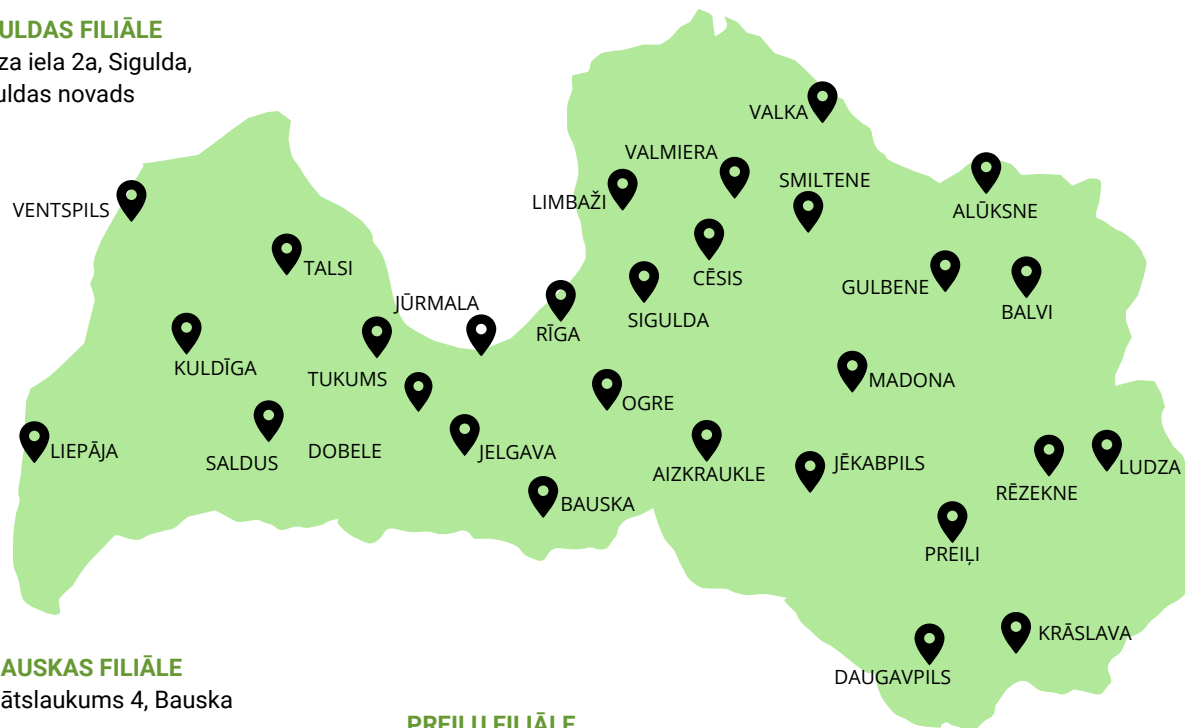 ULDAS FILIĀLE
za iela 2a, Sigulda,
uldas novads
VALKA
VALMIERA
SMILTENE
LIMBAŽI
ALŪKSNE
VENTSPILS
TALSI
CĒSIS
GULBENE
BALVI
JŪRMALA
RĪGA
SIGULDA
KULDĪGA
TUKUMS
MADONA
OGRE
LIEPĀJA
SALDUS
DOBELE
JELGAVA
AIZKRAUKLE
JĒKABPILS
LUDZA
RĒZEKNE
BAUSKA
PREIĻI
KRĀSLAVA
DAUGAVPILS
AUSKAS FILIĀLE
ātslaukums 4, Bauska